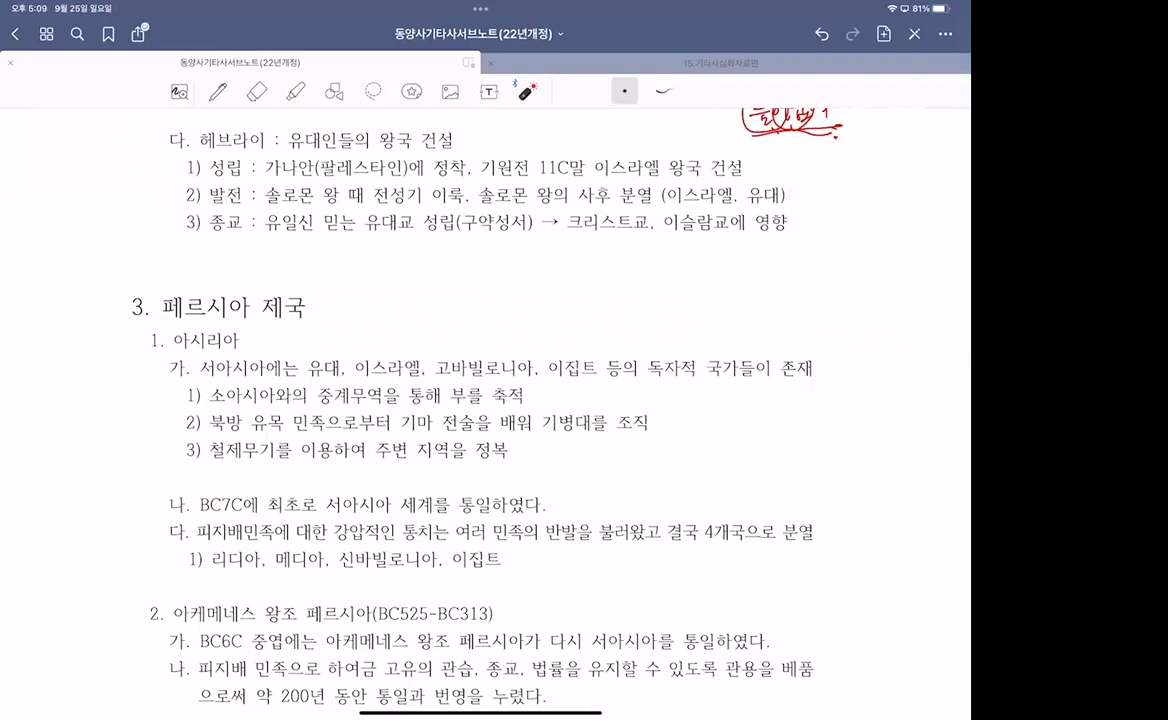 오후 5:09 9월 25일 일요일
81%
동양사기타사서브노트(22년개정)
동양사기타사서브노트(22년개정)
15.기타사심화자료편
다. 헤브라이 : 유대인들의 왕국 건설
1) 성립 : 가나안(팔레스타인)에 정착, 기원전 11C말 이스라엘 왕국 건설
2) 발전 : 솔로몬 왕 때 전성기 이룩, 솔로몬 왕의 사후 분열 (이스라엘, 유대)
3) 종교 : 유일신 믿는 유대교 성립(구약성서) → 크리스트교, 이슬람교에 영향
3. 페르시아 제국
1. 아시리아
가. 서아시아에는 유대, 이스라엘, 고바빌로니아, 이집트 등의 독자적 국가들이 존재
1) 소아시아와의 중계무역을 통해 부를 축적
2) 북방 유목 민족으로부터 기마 전술을 배워 기병대를 조직
3) 철제무기를 이용하여 주변 지역을 정복
나. BC7C에 최초로 서아시아 세계를 통일하였다.
다. 피지배민족에 대한 강압적인 통치는 여러 민족의 반발을 불러왔고 결국 4개국으로 분열
1) 리디아, 메디아, 신바빌로니아, 이집트
2. 아케메네스 왕조 페르시아(BC525-BC313)
가. BC6C 중엽에는 아케메네스 왕조 페르시아가 다시 서아시아를 통일하였다.
나. 피지배 민족으로 하여금 고유의 관습, 종교, 법률을 유지할 수 있도록 관용을 베품
으로써 약 200년 동안 통일과 번영을 누렸다.